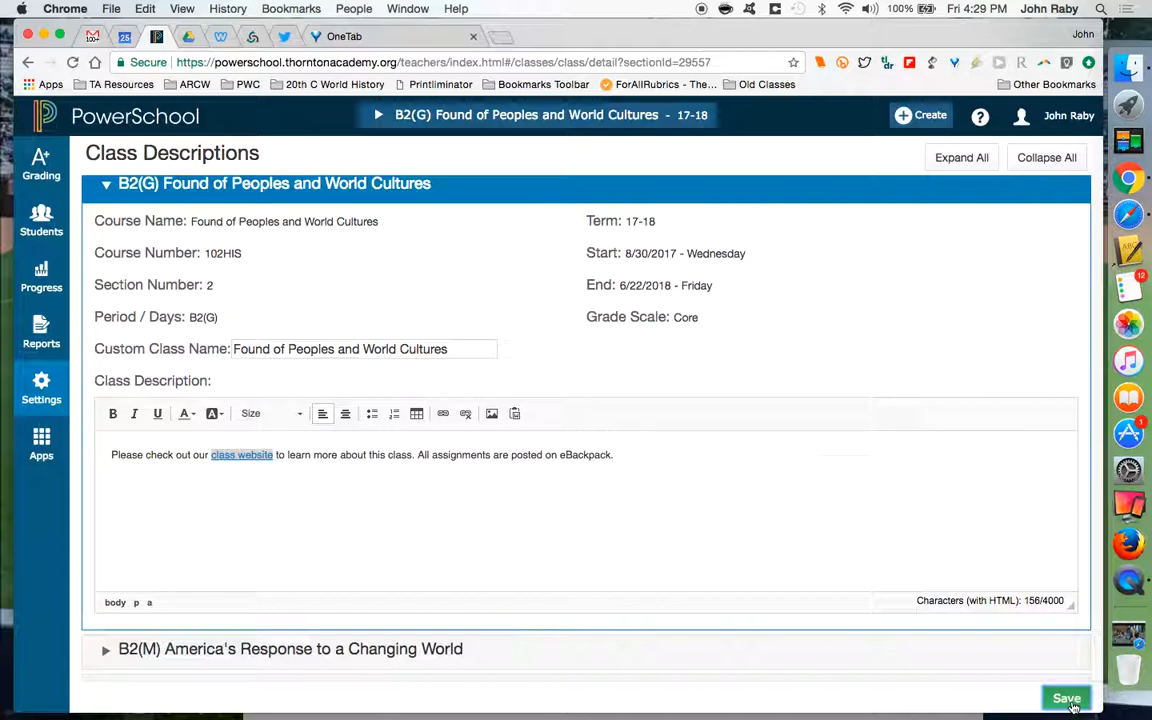 Chrome File Edit View History Bookmarks People Window Help 100% Fri 4:29 PM John Raby
100+ 25 OneTab John
Secure https://powerschool.thorntonacademy.org/teachers/index.html#/classes/class/detail?sectionId=29557
Apps TA Resources ARCW PWC 20th C World History Printliminator Bookmarks Toolbar ForAllRubrics - The... Old Classes Other Bookmarks
PowerSchool B2(G) Found of Peoples and World Cultures - 17-18 Create ? John Raby
Class Descriptions Expand All Collapse All
B2(G) Found of Peoples and World Cultures
Course Name: Found of Peoples and World Cultures Term: 17-18
Course Number: 102HIS Start: 8/30/2017 - Wednesday
Section Number: 2 End: 6/22/2018 - Friday
Period / Days: B2(G) Grade Scale: Core
Custom Class Name: Found of Peoples and World Cultures
Class Description:
B I U A A Size
Please check out our class website to learn more about this class. All assignments are posted on eBackpack.
body p a Characters (with HTML): 156/4000
B2(M) America's Response to a Changing World
Save
A+
Grading
Students
Progress
Reports
Settings
Apps
12
1